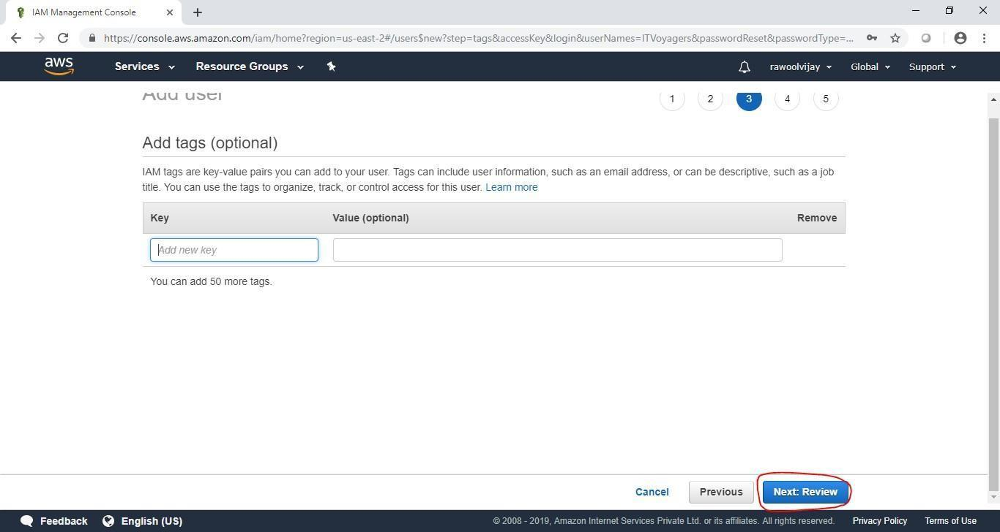 IAM Management Console
https://console.aws.amazon.com/iam/home?region=us-east-2#/users$new?step=tags&accessKey&login&userNames=ITVoyagers&passwordReset&passwordType=...
aws Services Resource Groups rawoolvijay Global Support
Add user 1 2 3 4 5
Add tags (optional)
IAM tags are key-value pairs you can add to your user. Tags can include user information, such as an email address, or can be descriptive, such as a job
title. You can use the tags to organize, track, or control access for this user. Learn more
Key Value (optional) Remove
Add new key
You can add 50 more tags.
Cancel Previous Next: Review
Feedback English (US) © 2008 - 2019, Amazon Internet Services Private Ltd. or its affiliates. All rights reserved. Privacy Policy Terms of Use